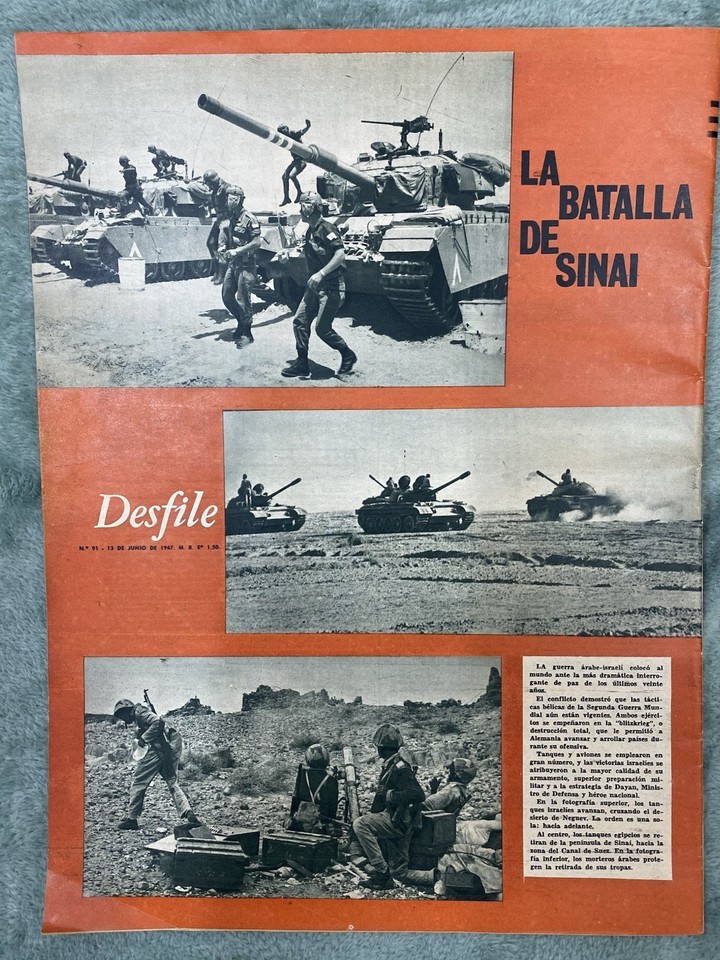 LA
BATALLA
DE
SINAI
Desfile
N.º 91 - 13 DE JUNIO DE 1967. M. R. Eº 1,50.
LA guerra árabe-israelí colocó al
mundo ante la más dramática interro-
gante de paz de los últimos veinte
años.
El conflicto demostró que las tácti-
cas bélicas de la Segunda Guerra Mun-
dial aún están vigentes. Ambos ejérci-
tos se empeñaron en la "blitzkrieg", o
destrucción total, que le permitió a
Alemania avanzar y arrollar países du-
rante su ofensiva.
Tanques y aviones se emplearon en
gran número, y las victorias israelíes se
atribuyeron a la mayor calidad de su
armamento, superior preparación mi-
litar y a la estrategia de Dayan, Minis-
tro de Defensa y héroe nacional.
En la fotografía superior, los tan-
ques israelíes avanzan, cruzando el de-
sierto de Neguev. La orden es una so-
la: hacia adelante.
Al centro, los tanques egipcios se re-
tiran de la península de Sinaí, hacia la
zona del Canal de Suez. En la fotogra-
fía inferior, los morteros árabes prote-
gen la retirada de sus tropas.